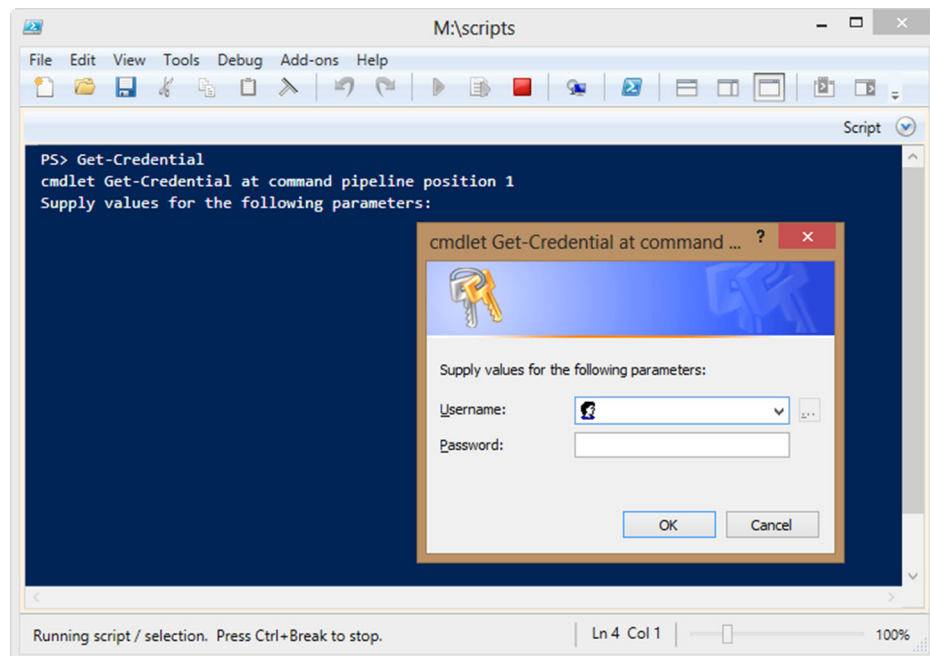 M:\scripts
File Edit View Tools Debug Add-ons Help
Script
PS> Get-Credential
cmdlet Get-Credential at command pipeline position 1
Supply values for the following parameters:
cmdlet Get-Credential at command ... ?
Supply values for the following parameters:
Username:
...
Password:
OK Cancel
Running script / selection. Press Ctrl+Break to stop. Ln 4 Col 1 100%